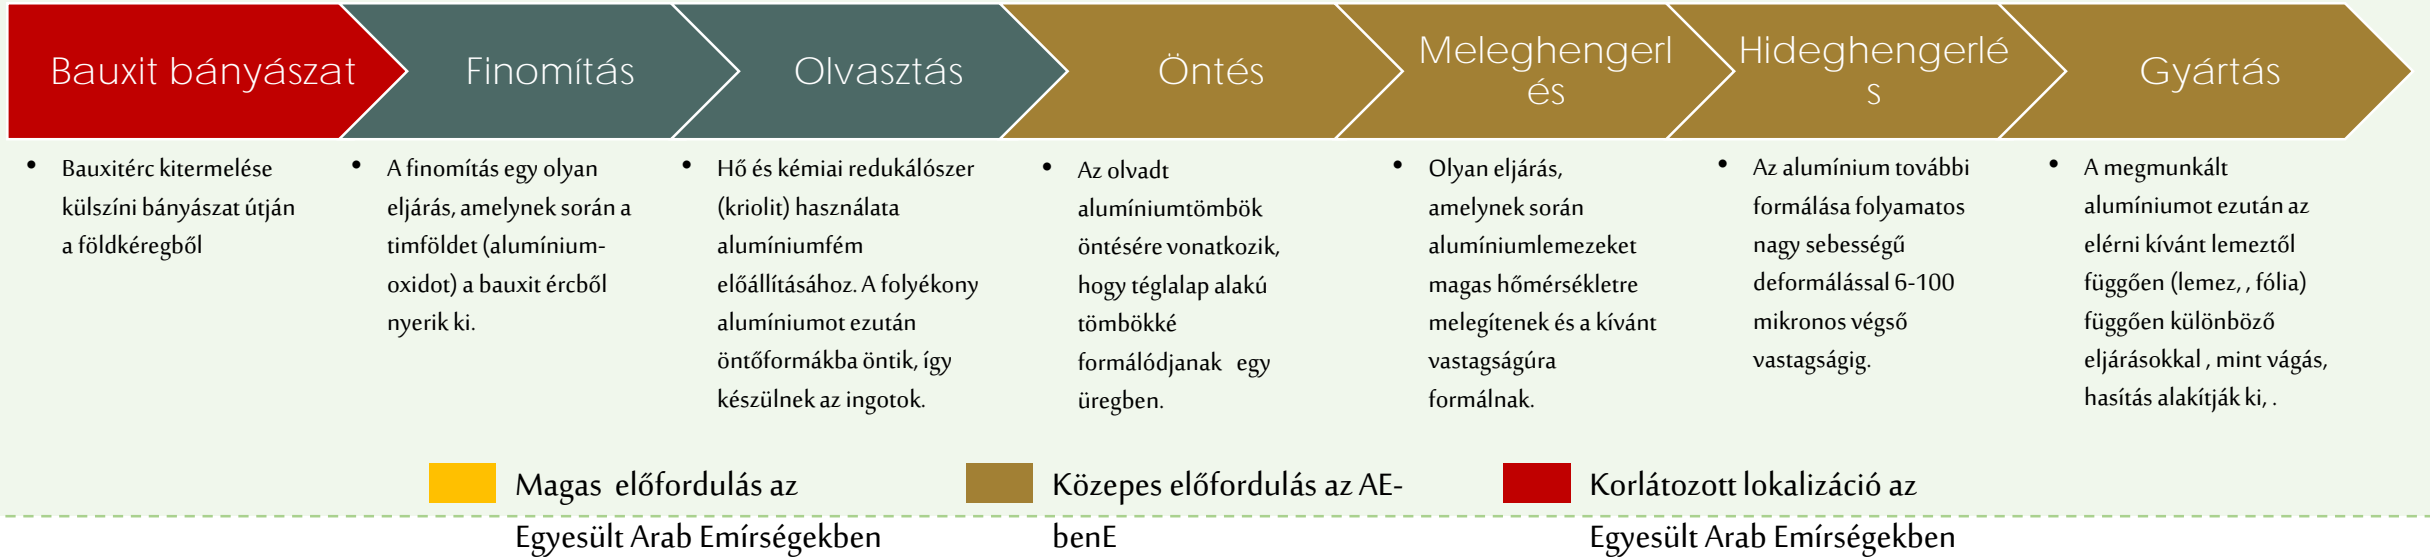 Bauxit bányászat
Finomítás
Olvasztás
Öntés
Meleghengerl
és
Hideghengerlé
s
Gyártás
• Bauxitérc kitermelése
külszíni bányászat útján
a földkéregből
• A finomítás egy olyan
eljárás, amelynek során a
timföldet (alumínium-
oxidot) a bauxit ércből
nyerik ki.
• Hő és kémiai redukálószer
(kriolit) használata
alumíniumfém
előállításához. A folyékony
alumíniumot ezután
öntőformákba öntik, így
készülnek az ingotok.
• Az olvadt
alumíniumtömbök
öntésére vonatkozik,
hogy téglalap alakú
tömbökké
formálódjanak egy
üregben.
• Olyan eljárás,
amelynek során
alumíniumlemezeket
magas hőmérsékletre
melegítenek és a kívánt
vastagságúra
formálnak.
• Az alumínium további
formálása folyamatos
nagy sebességű
deformálással 6-100
mikronos végső
vastagságig.
• A megmunkált
alumíniumot ezután az
elérni kívánt lemeztől
függően (lemez, , fólia)
függően különböző
eljárásokkal , mint vágás,
hasítás alakítják ki, .
Magas előfordulás az
Egyesült Arab Emírségekben
Közepes előfordulás az AE-
benE
Korlátozott lokalizáció az
Egyesült Arab Emírségekben